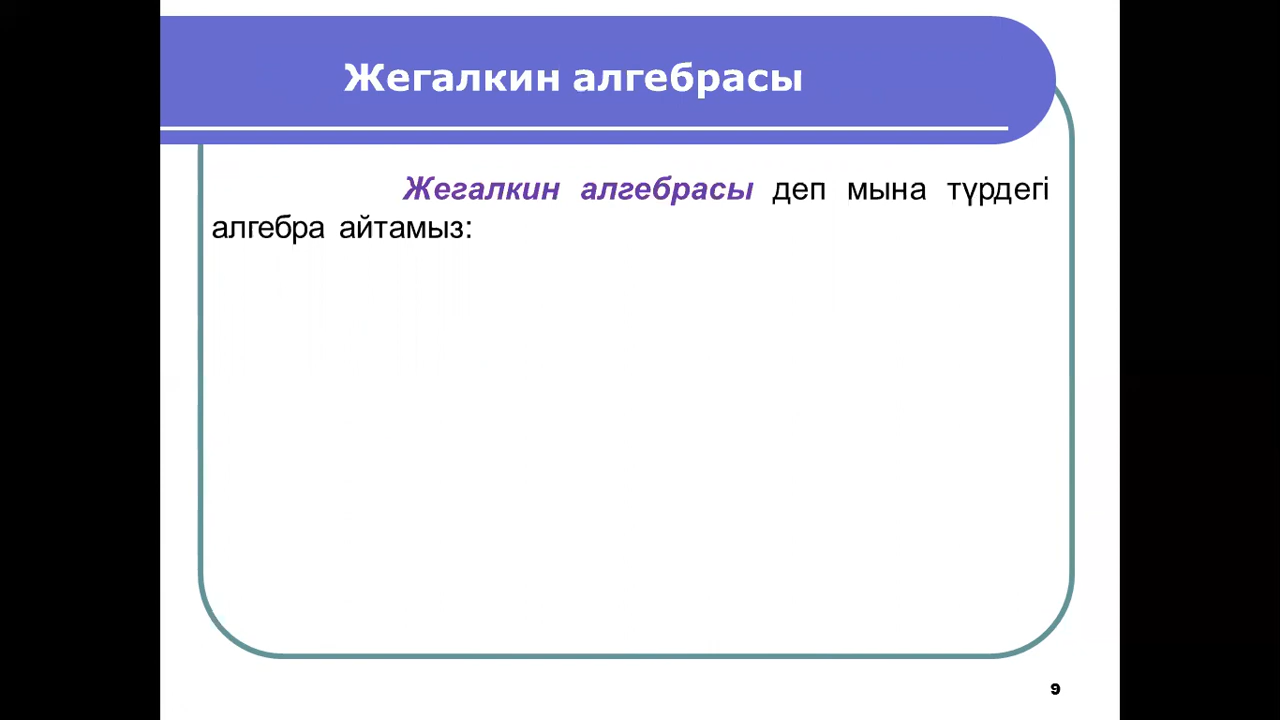 Жегалкин алгебрасы
Жегалкин алгебрасы деп мына түрдегі
алгебра айтамыз:
9